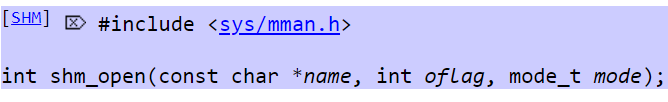 [SHM] ⌦ #include <sys/mman.h>
int shm_open(const char *name, int oflag, mode_t mode);